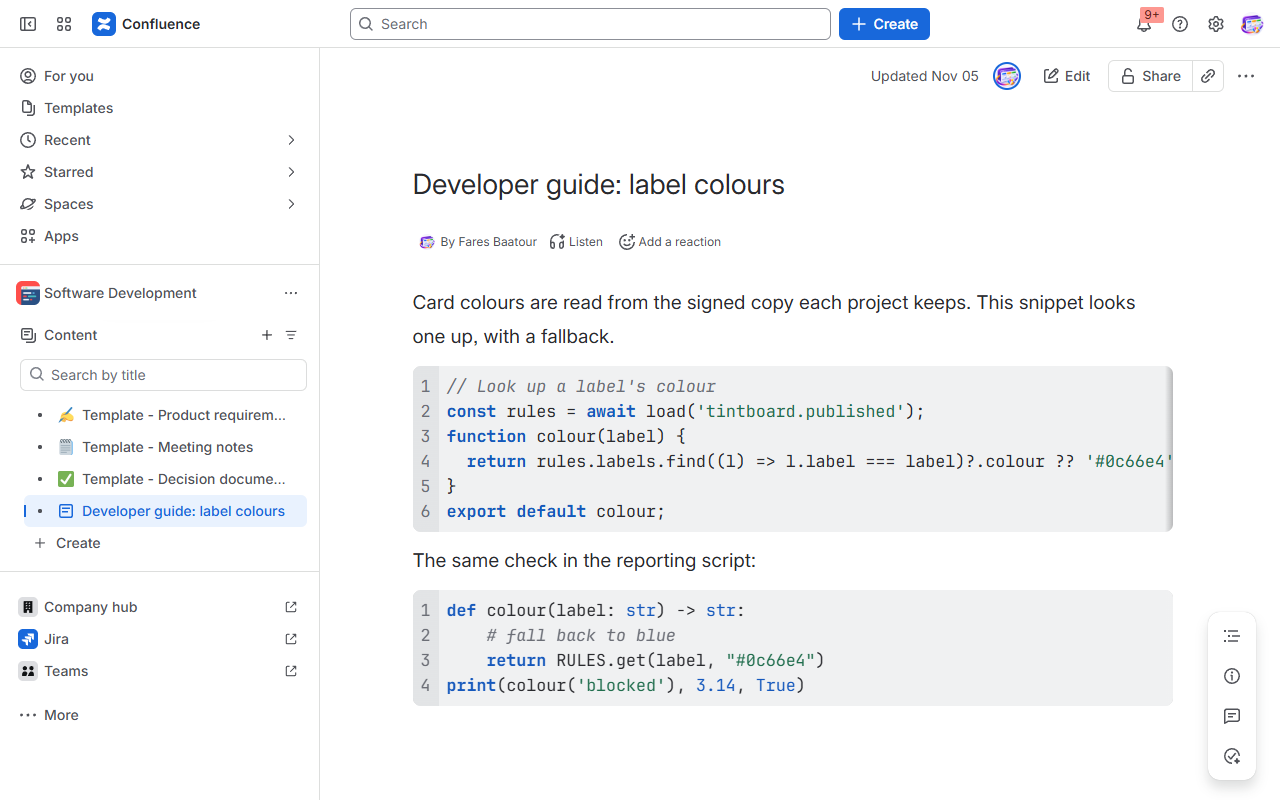 Confluence
Search
Create
9+
For you
Templates
Recent
Starred
Spaces
Apps
Software Development
Content
Search by title
Template - Product requirem...
Template - Meeting notes
Template - Decision docume...
Developer guide: label colours
Create
Company hub
Jira
Teams
More
Updated Nov 05
Edit
Share
Developer guide: label colours
By Fares Baatour
Listen
Add a reaction
Card colours are read from the signed copy each project keeps. This snippet looks
one up, with a fallback.
1 // Look up a label's colour
2 const rules = await load('tintboard.published');
3 function colour(label) {
4   return rules.labels.find((l) => l.label === label)?.colour ?? '#0c66e4'
5 }
6 export default colour;
The same check in the reporting script:
1 def colour(label: str) -> str:
2     # fall back to blue
3     return RULES.get(label, "#0c66e4")
4 print(colour('blocked'), 3.14, True)